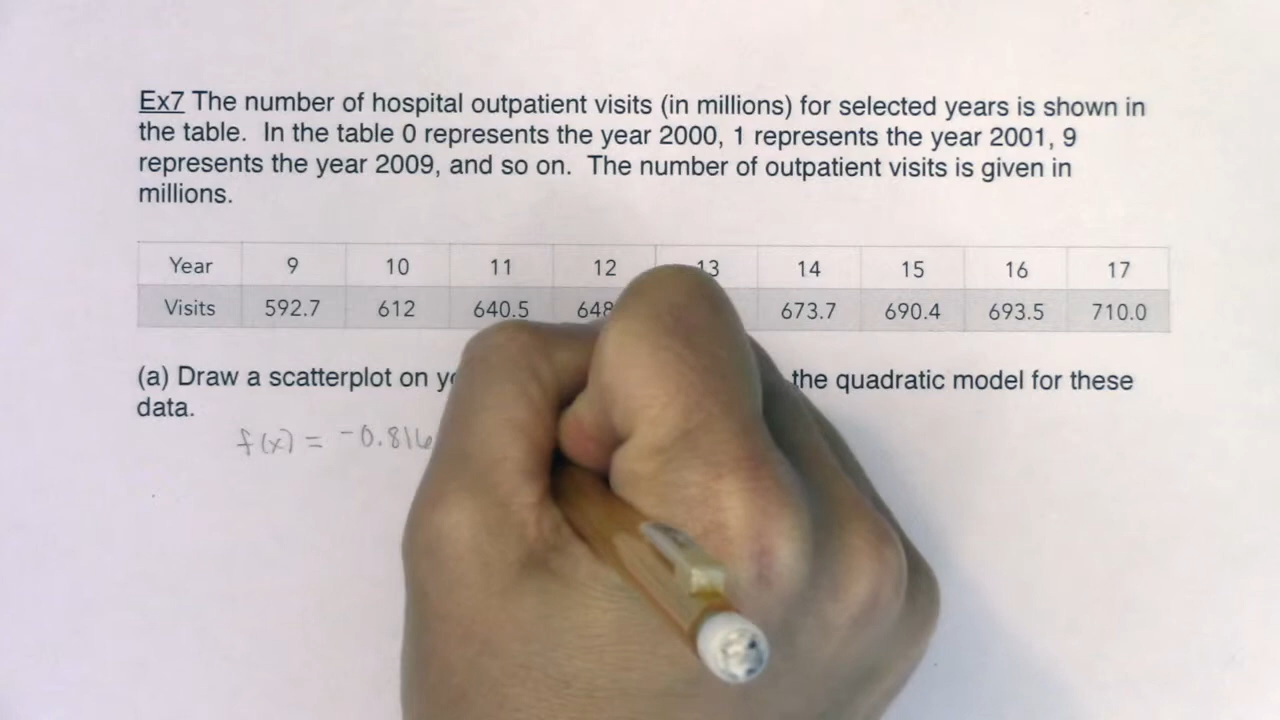 Ex7 The number of hospital outpatient visits (in millions) for selected years is shown in
the table. In the table 0 represents the year 2000, 1 represents the year 2001, 9
represents the year 2009, and so on. The number of outpatient visits is given in
millions.
Year 9 10 11 12 13 14 15 16 17
Visits 592.7 612 640.5 648 673.7 690.4 693.5 710.0
(a) Draw a scatterplot on the quadratic model for these
data.
f(x) = -0.816